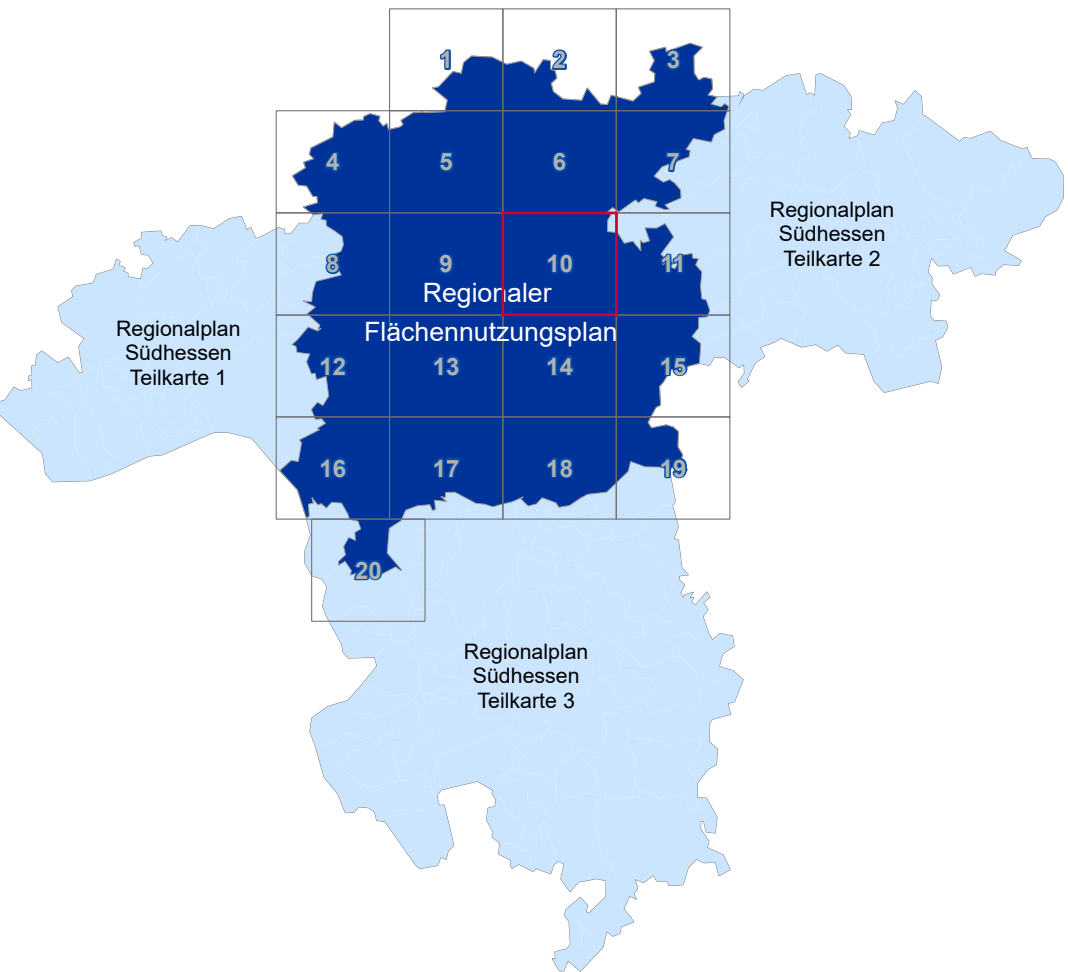 1
2
3
4
5
6
7
Regionalplan
Südhessen
Teilkarte 2
8
9
10
11
Regionaler
Flächennutzungsplan
Regionalplan
Südhessen
Teilkarte 1
12
13
14
15
16
17
18
19
20
Regionalplan
Südhessen
Teilkarte 3